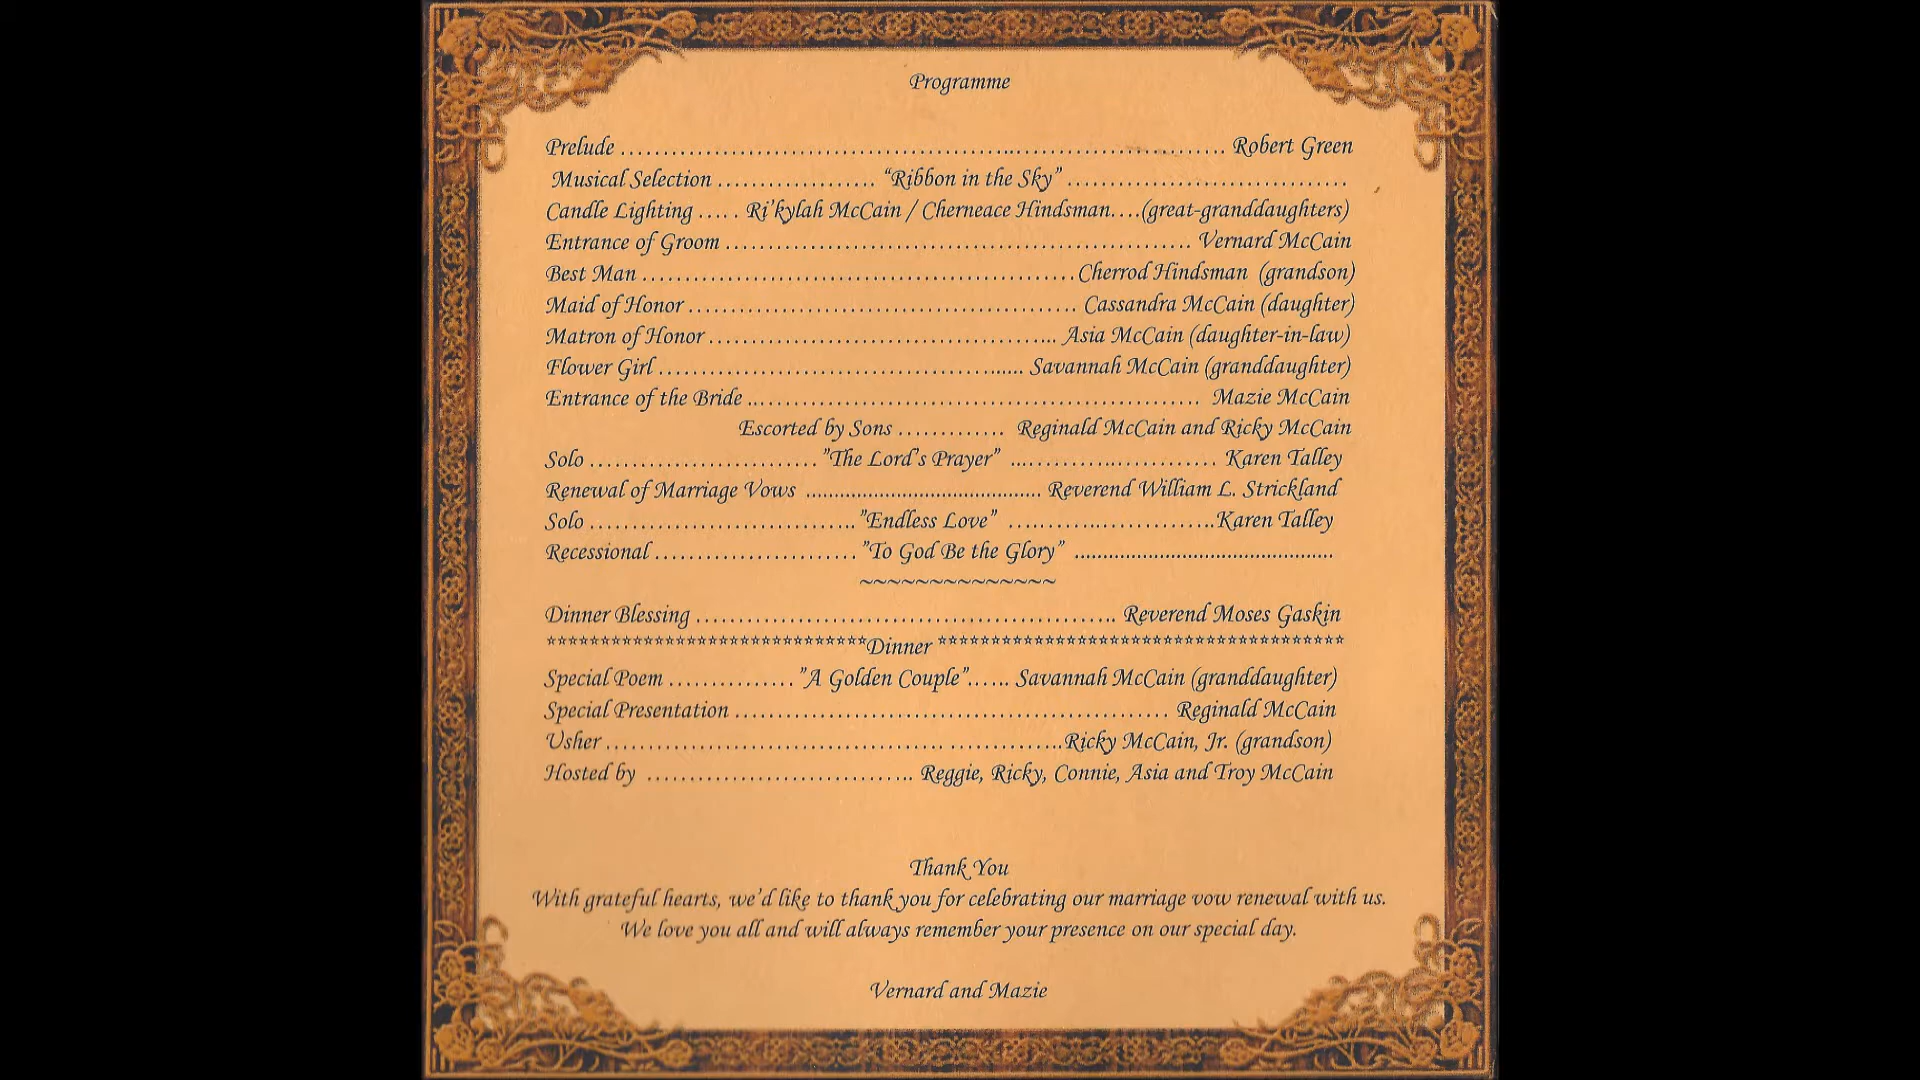 Programme
Prelude ........................................................................ Robert Green
Musical Selection ................... “Ribbon in the Sky” ..................................
Candle Lighting ..... Ri'kylah McCain / Cherneace Hindsman....(great-granddaughters)
Entrance of Groom ........................................................ Vernard McCain
Best Man .................................................... Cherrod Hindsman (grandson)
Maid of Honor ............................................... Cassandra McCain (daughter)
Matron of Honor .......................................... Asia McCain (daughter-in-law)
Flower Girl ............................................. Savannah McCain (granddaughter)
Entrance of the Bride ...................................................... Mazie McCain
Escorted by Sons ............. Reginald McCain and Ricky McCain
Solo ........................... ”The Lord's Prayer” ......................... Karen Talley
Renewal of Marriage Vows ......................................... Reverend William L. Strickland
Solo ................................ ”Endless Love” .........................Karen Talley
Recessional ........................ ”To God Be the Glory” .............................................
~~~~~~~~~~~~~~
Dinner Blessing .................................................. Reverend Moses Gaskin
******************************Dinner **************************************
Special Poem ............... ”A Golden Couple”...... Savannah McCain (granddaughter)
Special Presentation .................................................... Reginald McCain
Usher ........................................ ..............Ricky McCain, Jr. (grandson)
Hosted by ................................ Reggie, Ricky, Connie, Asia and Troy McCain
Thank You
With grateful hearts, we'd like to thank you for celebrating our marriage vow renewal with us.
We love you all and will always remember your presence on our special day.
Vernard and Mazie